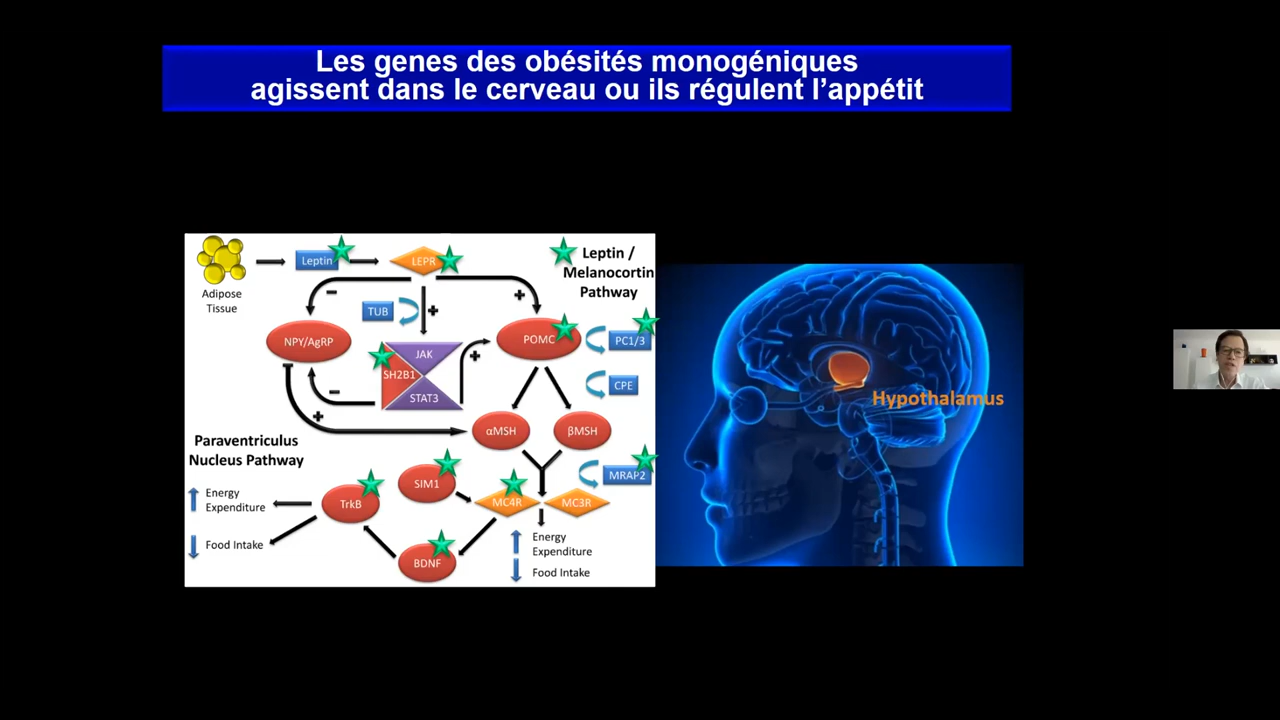 Les genes des obésités monogéniques
agissent dans le cerveau ou ils régulent l’appétit
Adipose
Tissue
Leptin
LEPR
Leptin /
Melanocortin
Pathway
−
+
+
TUB
NPY/AgRP
POMC
PC1/3
JAK
SH2B1
STAT3
+
CPE
−
+
αMSH
βMSH
Paraventriculus
Nucleus Pathway
SIM1
MRAP2
Energy
Expenditure
TrkB
MC4R
MC3R
Food Intake
BDNF
Energy
Expenditure
Food Intake
Hypothalamus